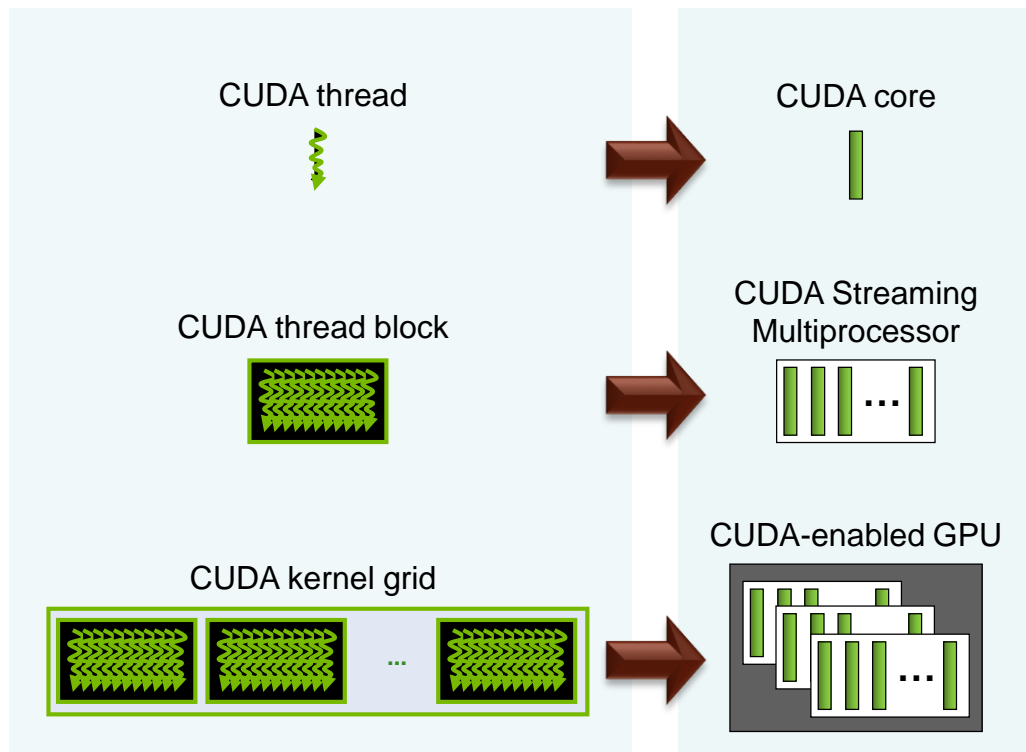 CUDA thread
CUDA core
CUDA thread block
CUDA Streaming
Multiprocessor
...
CUDA kernel grid
CUDA-enabled GPU
...
...